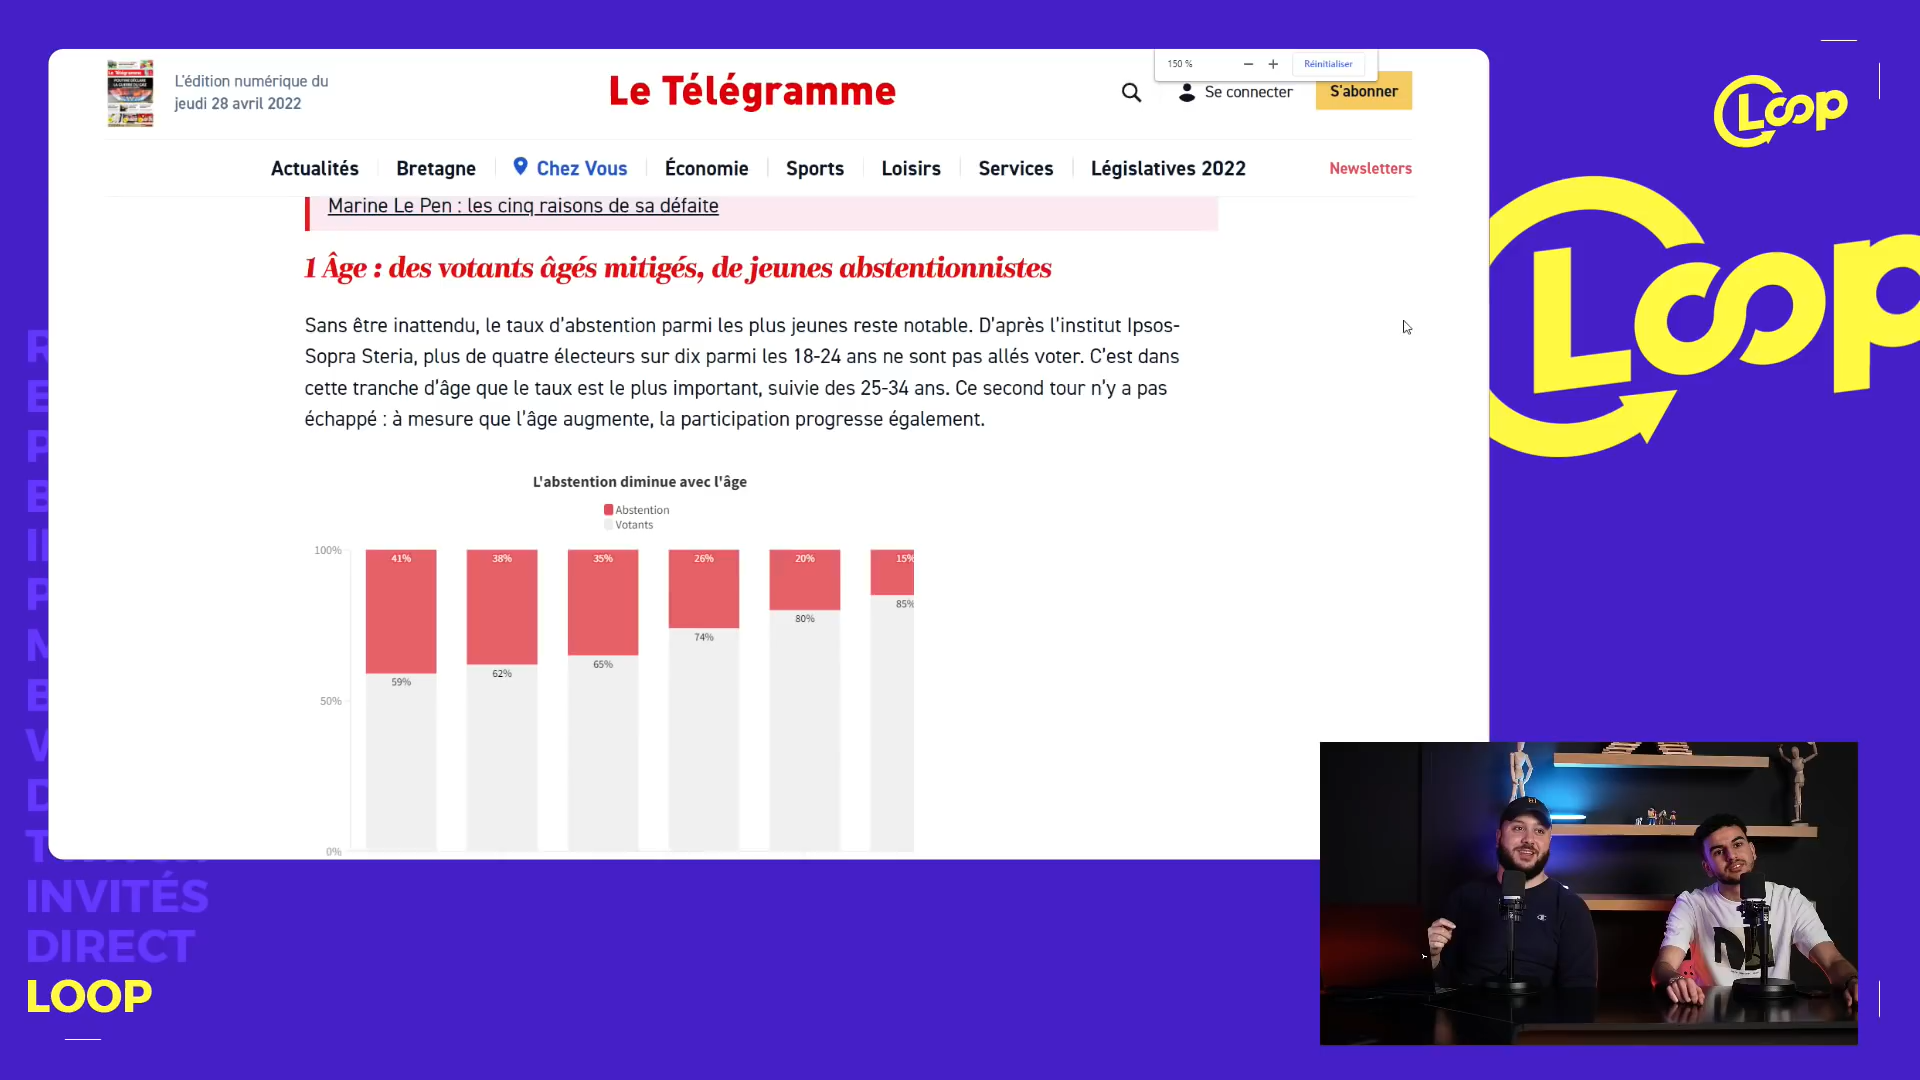 L'édition numérique du
jeudi 28 avril 2022
Le Télégramme
150 %
Réinitialiser
Se connecter
S'abonner
Actualités
Bretagne
Chez Vous
Économie
Sports
Loisirs
Services
Législatives 2022
Newsletters
Marine Le Pen : les cinq raisons de sa défaite
1 Âge : des votants âgés mitigés, de jeunes abstentionnistes
Sans être inattendu, le taux d’abstention parmi les plus jeunes reste notable. D’après l’institut Ipsos-
Sopra Steria, plus de quatre électeurs sur dix parmi les 18-24 ans ne sont pas allés voter. C’est dans
cette tranche d’âge que le taux est le plus important, suivie des 25-34 ans. Ce second tour n’y a pas
échappé : à mesure que l’âge augmente, la participation progresse également.
L'abstention diminue avec l'âge
Abstention
Votants
100%
41%
38%
35%
26%
20%
15%
85%
80%
74%
65%
62%
59%
50%
0%
Loop
Loop
INVITÉS
DIRECT
LOOP